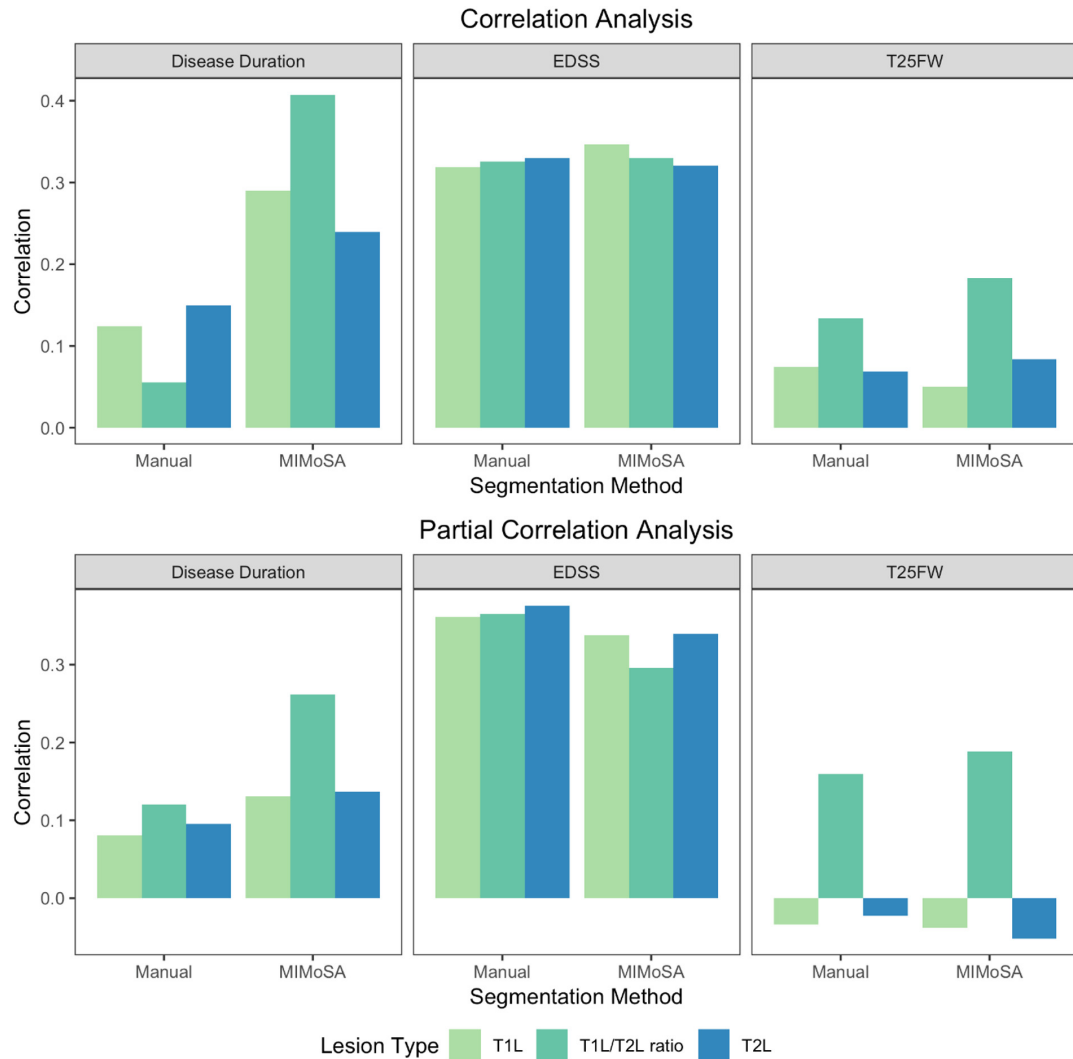 Correlation Analysis
Disease Duration EDSS T25FW
0.4
0.3
0.2
0.1
0.0
Correlation
Manual MIMoSA Manual MIMoSA Manual MIMoSA
Segmentation Method
Partial Correlation Analysis
Disease Duration EDSS T25FW
0.3
0.2
0.1
0.0
Correlation
Manual MIMoSA Manual MIMoSA Manual MIMoSA
Segmentation Method
Lesion Type T1L T1L/T2L ratio T2L